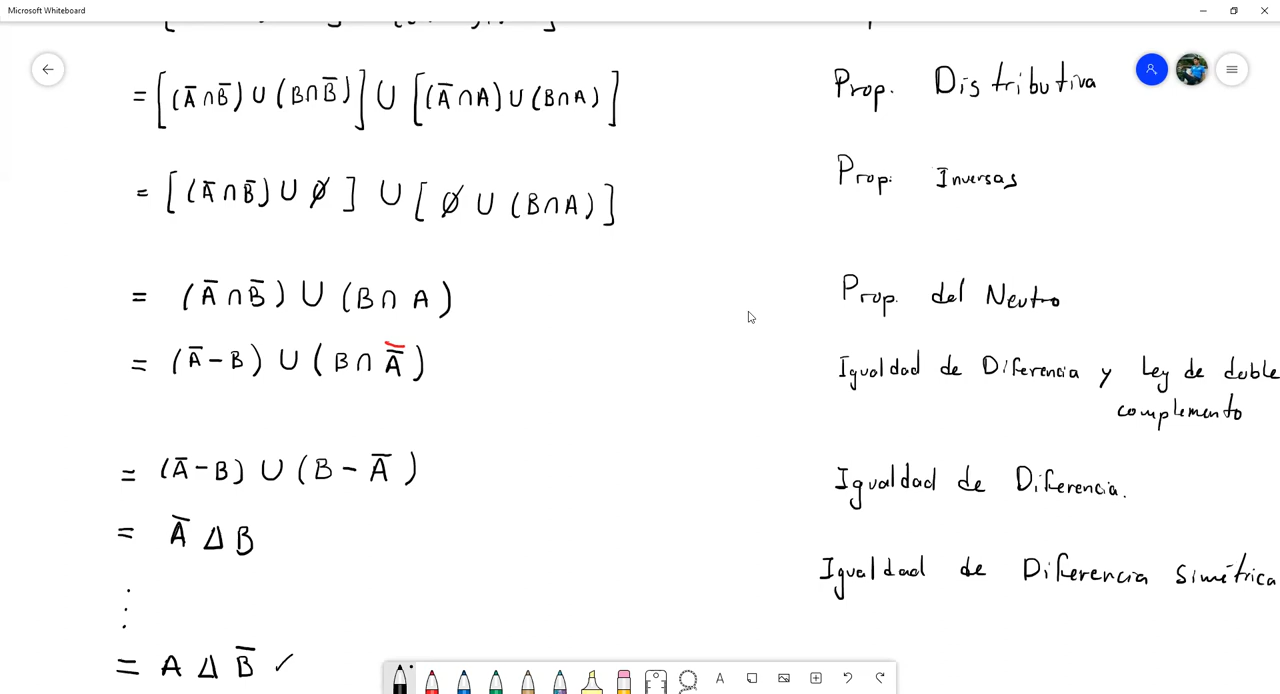 Microsoft Whiteboard
= [(A̅ ∩ B̅) ∪ (B ∩ B̅)] ∪ [(A̅ ∩ A) ∪ (B ∩ A)] Prop. Distributiva
= [(A̅ ∩ B̅) ∪ ∅] ∪ [∅ ∪ (B ∩ A)] Prop. Inversas
= (A̅ ∩ B̅) ∪ (B ∩ A) Prop. del Neutro
= (A̅ - B) ∪ (B ∩ A̿) Igualdad de Diferencia y Ley de doble
complemento
= (A̅ - B) ∪ (B - A̅) Igualdad de Diferencia.
= A̅ Δ B
Igualdad de Diferencia Simétrica
⋮
= A Δ B̅ ✓
A